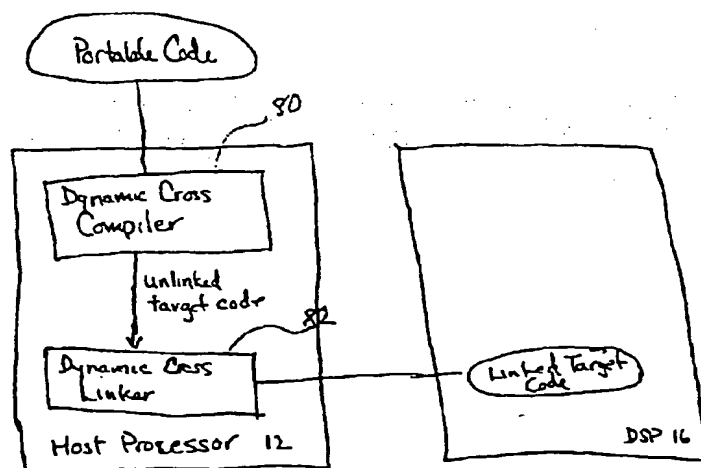 Portable Code
80
Dynamic Cross
Compiler
unlinked
target code
82
Dynamic Cross
Linker
Linked Target
Code
Host Processor 12
DSP 16